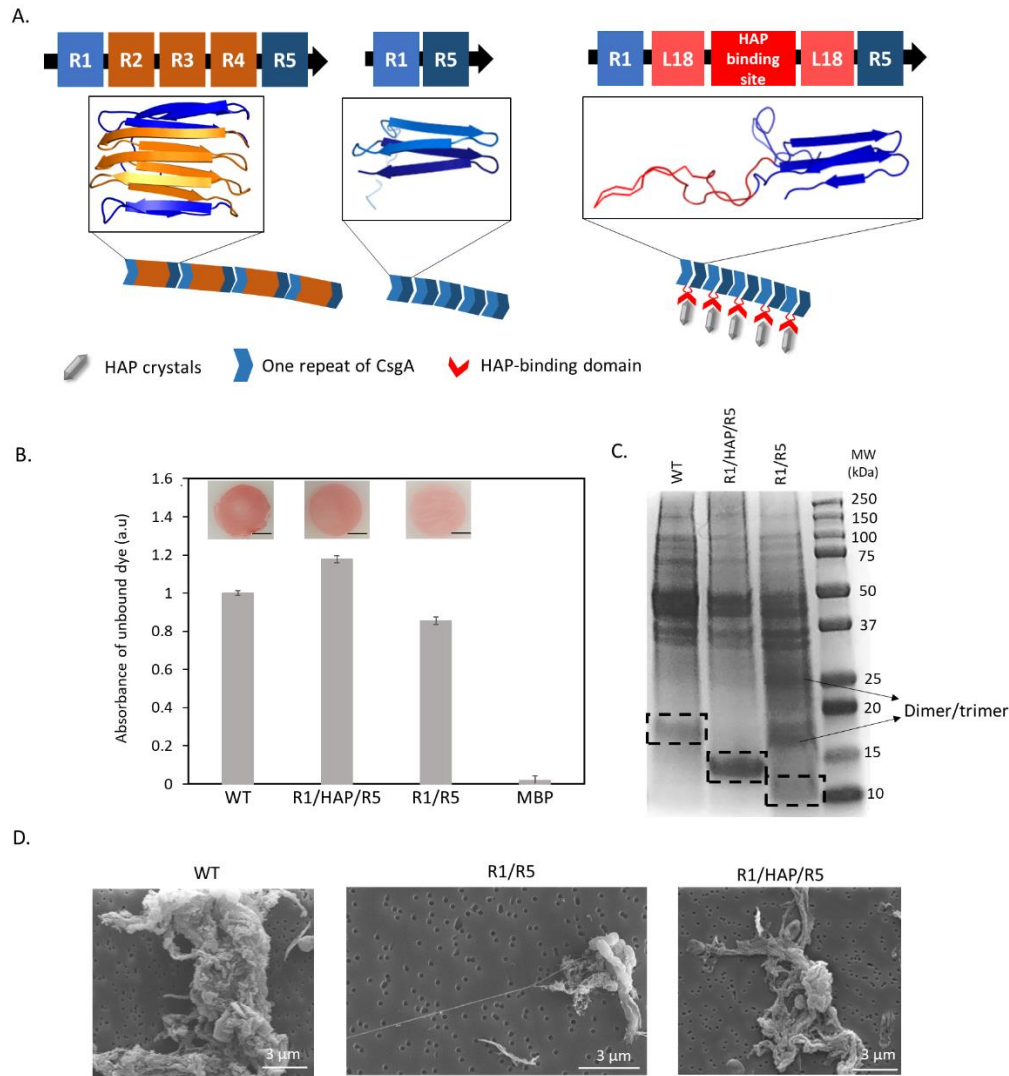 A.
R1 R2 R3 R4 R5
R1 R5
R1 L18 HAP binding site L18 R5
HAP crystals
One repeat of CsgA
HAP-binding domain
B.
Absorbance of unbound dye (a.u)
1.6
1.4
1.2
1
0.8
0.6
0.4
0.2
0
WT R1/HAP/R5 R1/R5 MBP
C.
WT R1/HAP/R5 R1/R5
MW
(kDa)
250
150
100
75
50
37
25
20
15
10
Dimer/trimer
D.
WT
R1/R5
R1/HAP/R5
3 μm
3 μm
3 μm